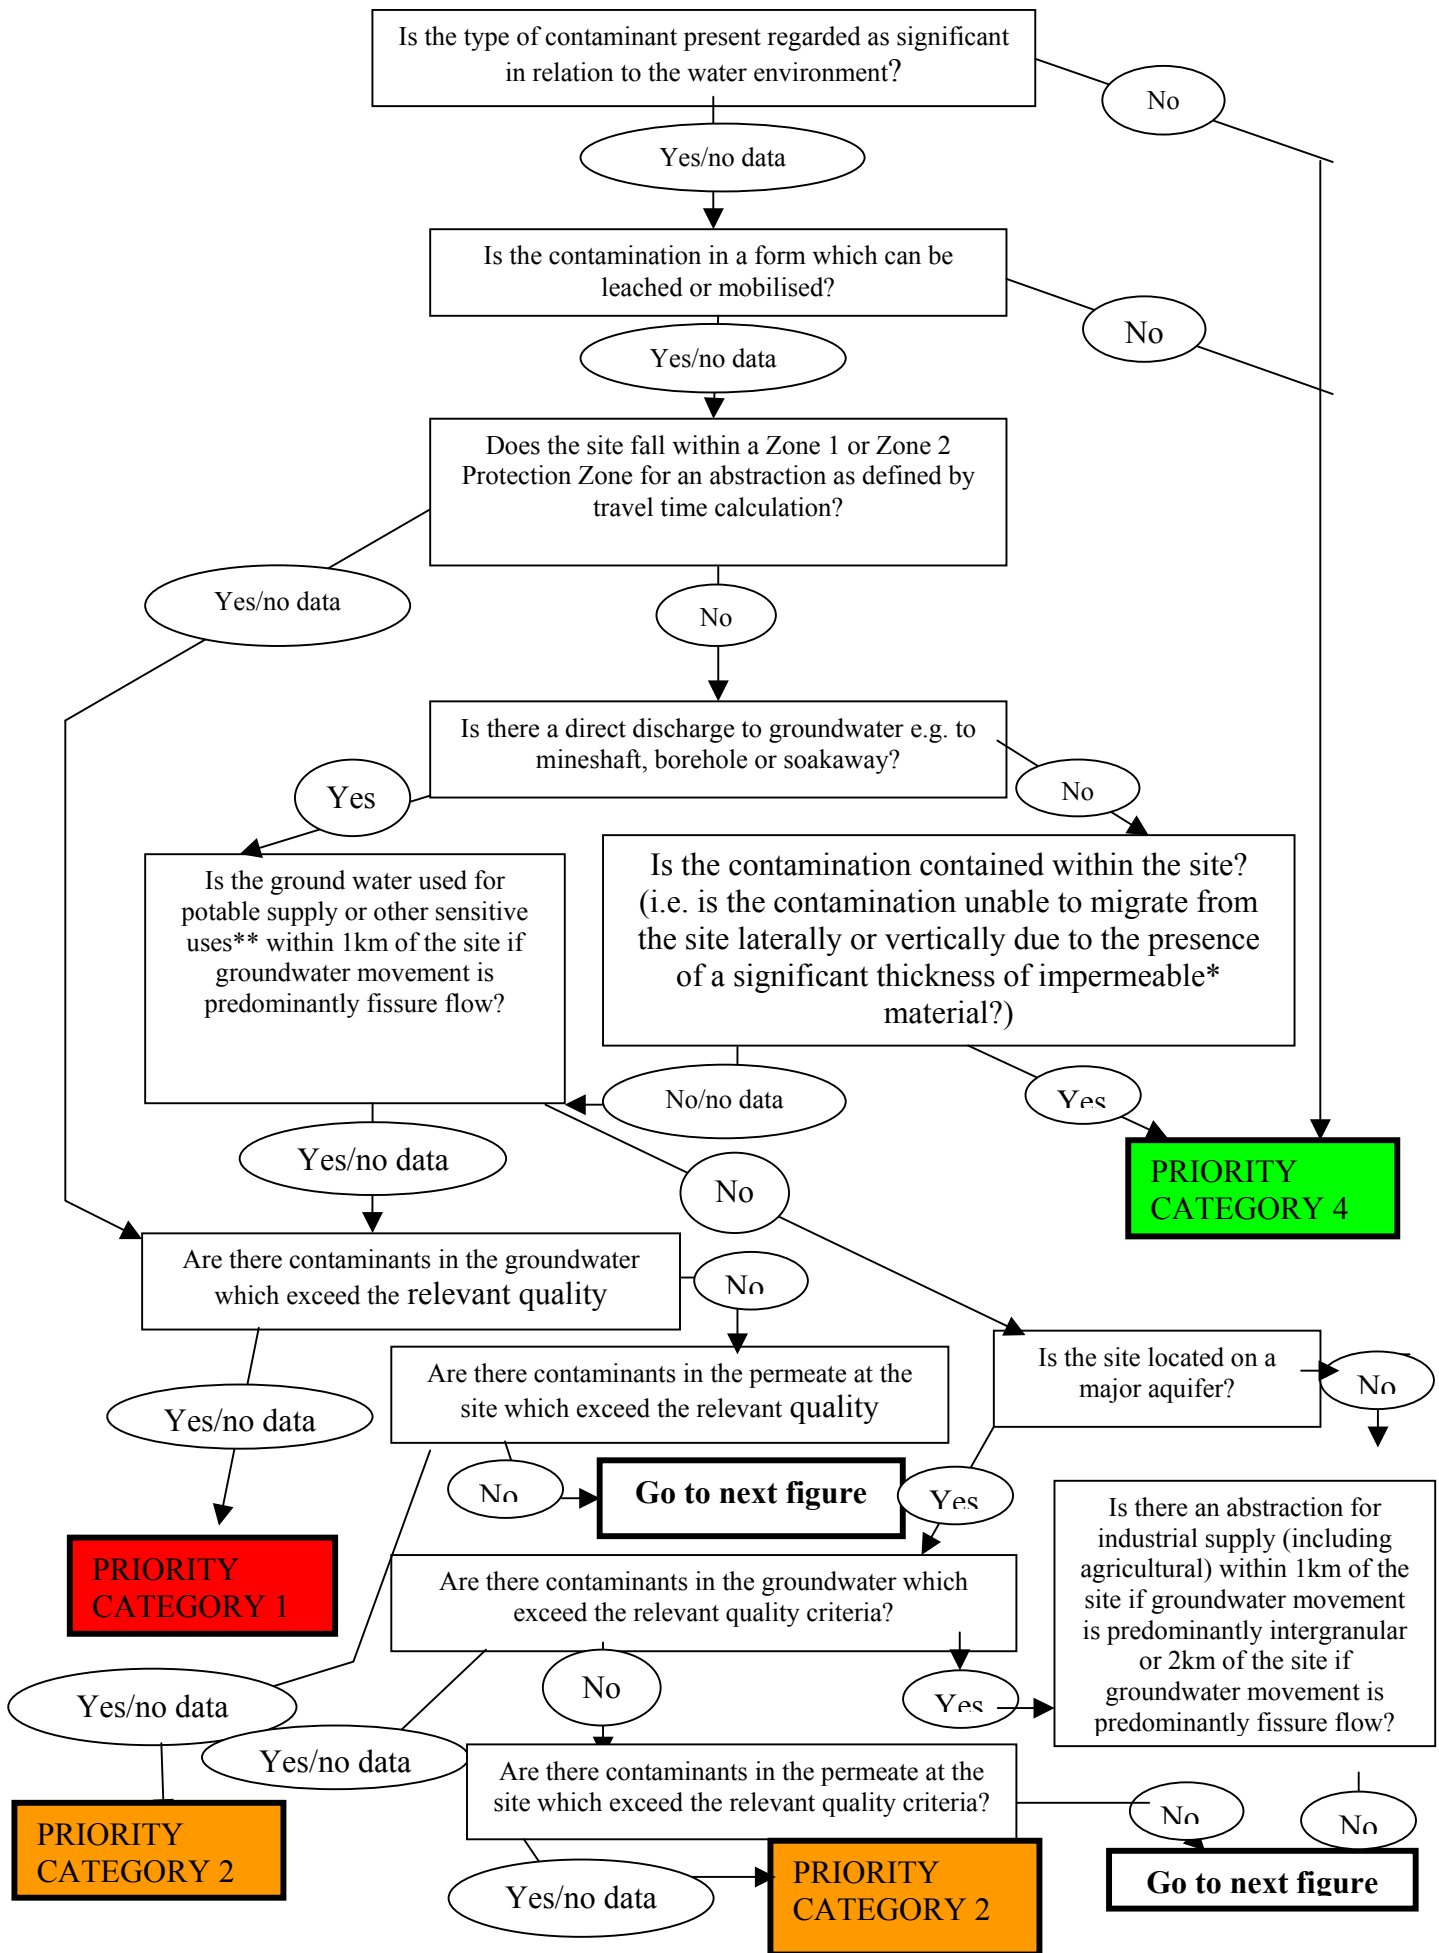 Is the type of contaminant present regarded as significant
in relation to the water environment?
No
Yes/no data
Is the contamination in a form which can be
leached or mobilised?
No
Yes/no data
Does the site fall within a Zone 1 or Zone 2
Protection Zone for an abstraction as defined by
travel time calculation?
Yes/no data
No
Is there a direct discharge to groundwater e.g. to
mineshaft, borehole or soakaway?
Yes
No
Is the ground water used for
potable supply or other sensitive
uses** within 1km of the site if
groundwater movement is
predominantly fissure flow?
Is the contamination contained within the site?
(i.e. is the contamination unable to migrate from
the site laterally or vertically due to the presence
of a significant thickness of impermeable*
material?)
No/no data
Yes
Yes/no data
No
PRIORITY
CATEGORY 4
Are there contaminants in the groundwater
which exceed the relevant quality
No
Are there contaminants in the permeate at the
site which exceed the relevant quality
Is the site located on a
major aquifer?
No
Yes/no data
No
Go to next figure
Yes
PRIORITY
CATEGORY 1
Are there contaminants in the groundwater which
exceed the relevant quality criteria?
Is there an abstraction for
industrial supply (including
agricultural) within 1km of the
site if groundwater movement
is predominantly intergranular
or 2km of the site if
groundwater movement is
predominantly fissure flow?
Yes/no data
No
Yes
Yes/no data
Are there contaminants in the permeate at the
site which exceed the relevant quality criteria?
No
No
PRIORITY
CATEGORY 2
Yes/no data
PRIORITY
CATEGORY 2
Go to next figure